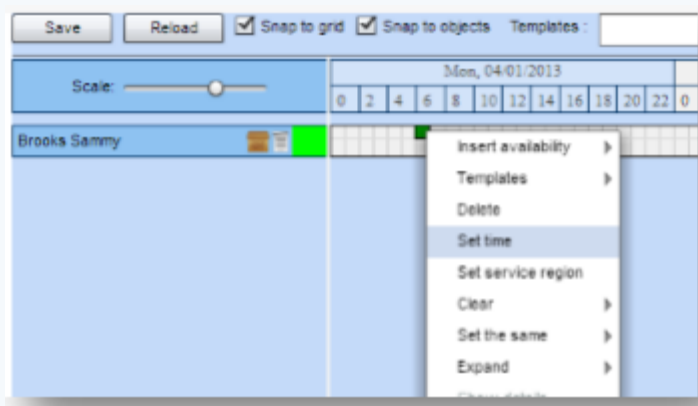 Save Reload Snap to grid Snap to objects Templates :
Scale:
Mon, 04/01/2013
0 2 4 6 8 10 12 14 16 18 20 22 0
Brooks Sammy
Insert availability
Templates
Delete
Set time
Set service region
Clear
Set the same
Expand